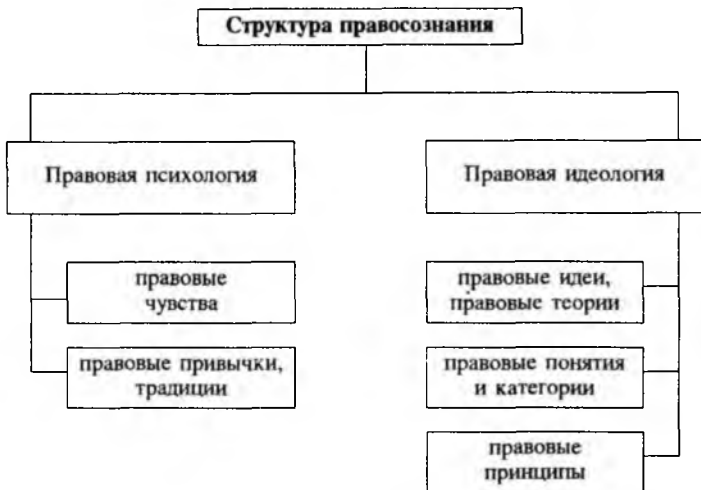 Структура правосознания
Правовая психология
правовые
чувства
правовые привычки,
традиции
Правовая идеология
правовые идеи,
правовые теории
правовые понятия
и категории
правовые
принципы